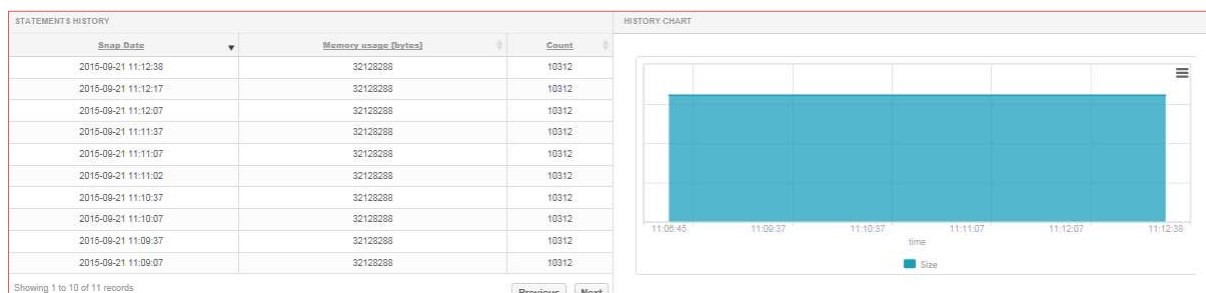 STATEMENTS HISTORY
Snap Date Memory usage [bytes] Count
2015-09-21 11:12:38 32128288 10312
2015-09-21 11:12:17 32128288 10312
2015-09-21 11:12:07 32128288 10312
2015-09-21 11:11:37 32128288 10312
2015-09-21 11:11:07 32128288 10312
2015-09-21 11:11:02 32128288 10312
2015-09-21 11:10:37 32128288 10312
2015-09-21 11:10:07 32128288 10312
2015-09-21 11:09:37 32128288 10312
2015-09-21 11:09:07 32128288 10312
Showing 1 to 10 of 11 records
Previous Next
HISTORY CHART
11:06:45 11:09:37 11:10:37 11:11:07 11:12:07 11:12:38
time
Size